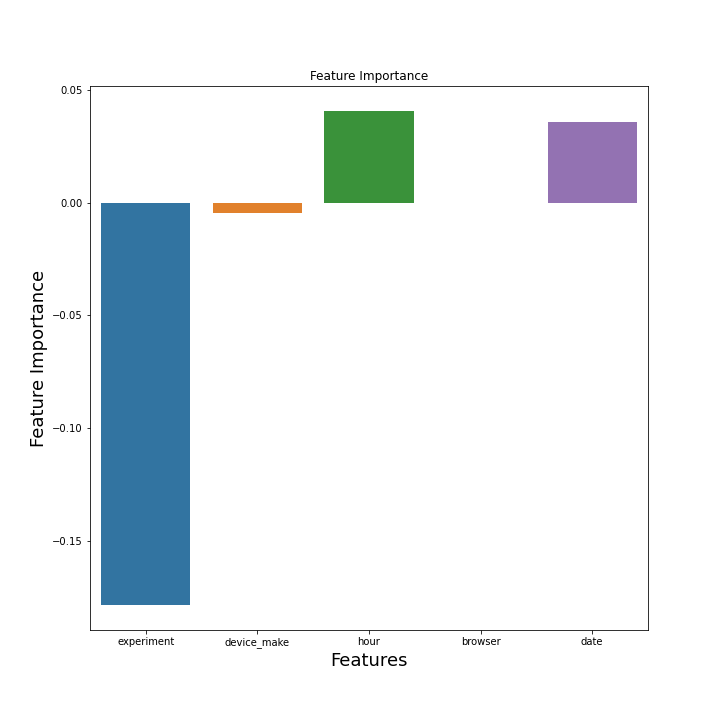 Feature Importance
0.05
0.00
−0.05
−0.10
−0.15
Feature Importance
experiment
device_make
hour
browser
date
Features